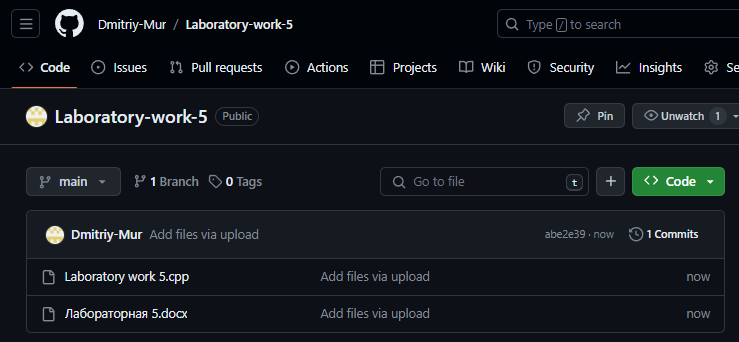 Dmitriy-Mur / Laboratory-work-5 Type / to search
Code Issues Pull requests Actions Projects Wiki Security Insights Se
Laboratory-work-5 Public Pin Unwatch 1
main 1 Branch 0 Tags Go to file t + Code
Dmitriy-Mur Add files via upload abe2e39 · now 1 Commits
Laboratory work 5.cpp Add files via upload now
Лабораторная 5.docx Add files via upload now